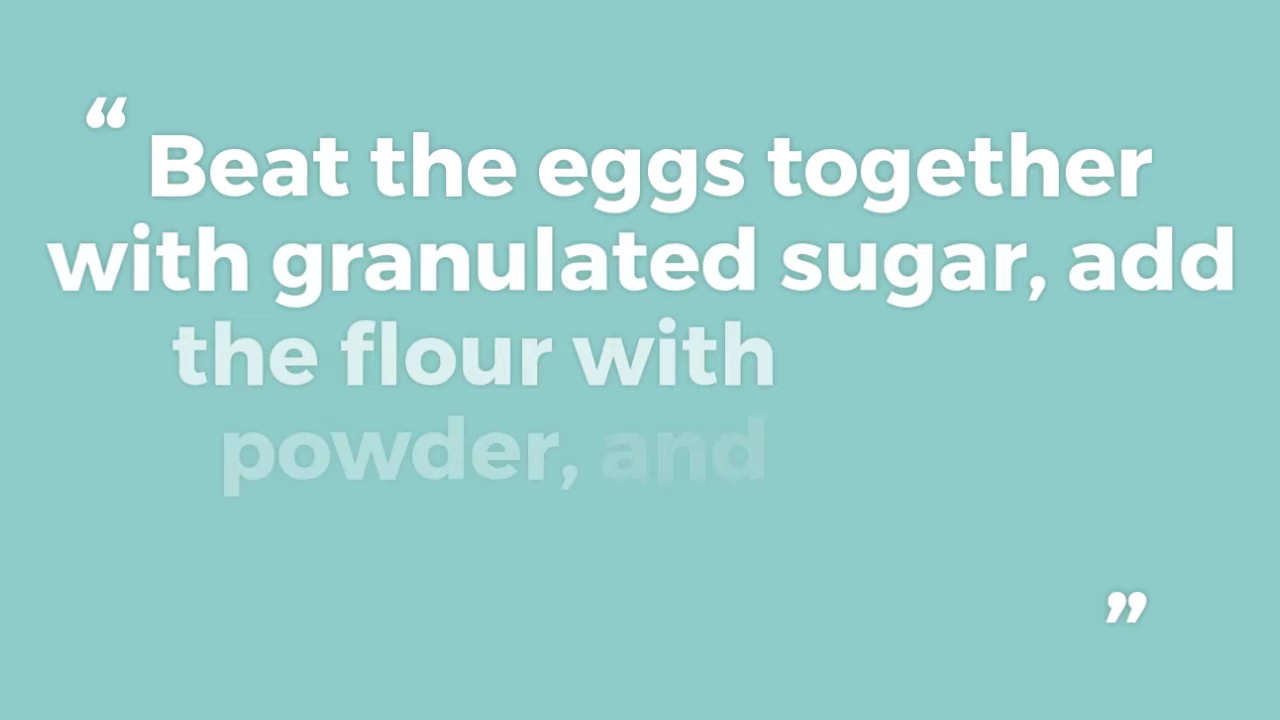 “ Beat the eggs together
with granulated sugar, add
the flour with
powder, and
”